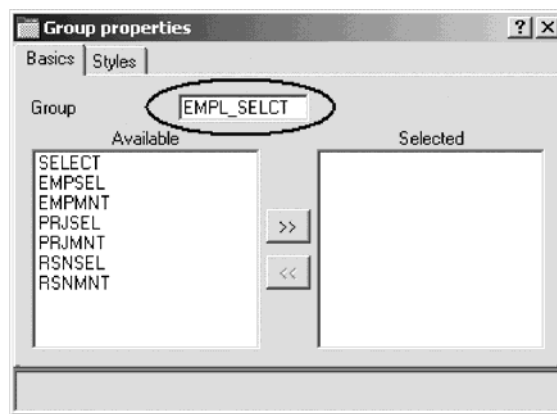 Group properties
Basics Styles
Group EMPL_SELCT
Available Selected
SELECT
EMPSEL
EMPMNT
PRJSEL
PRJMNT
RSNSEL
RSNMNT
>>
<<